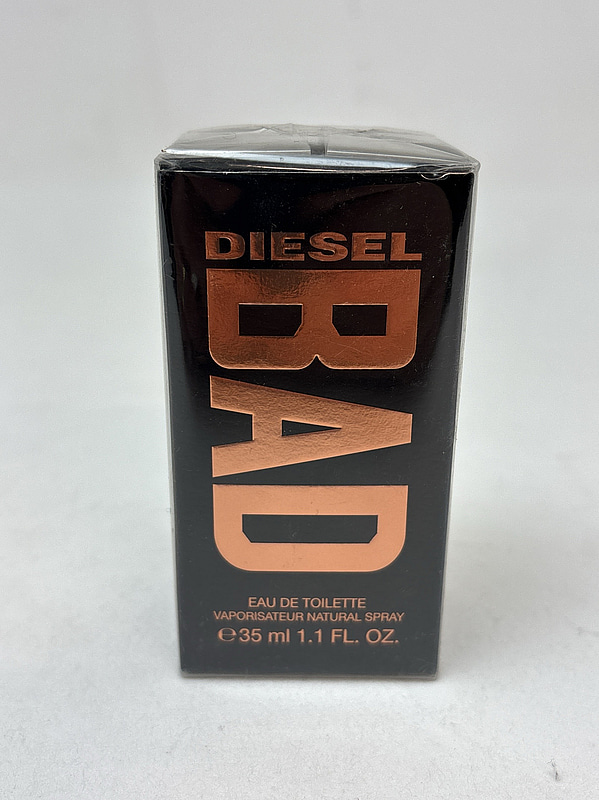 DIESEL
BAD
EAU DE TOILETTE
VAPORISATEUR NATURAL SPRAY
℮35 ml 1.1 FL. OZ.